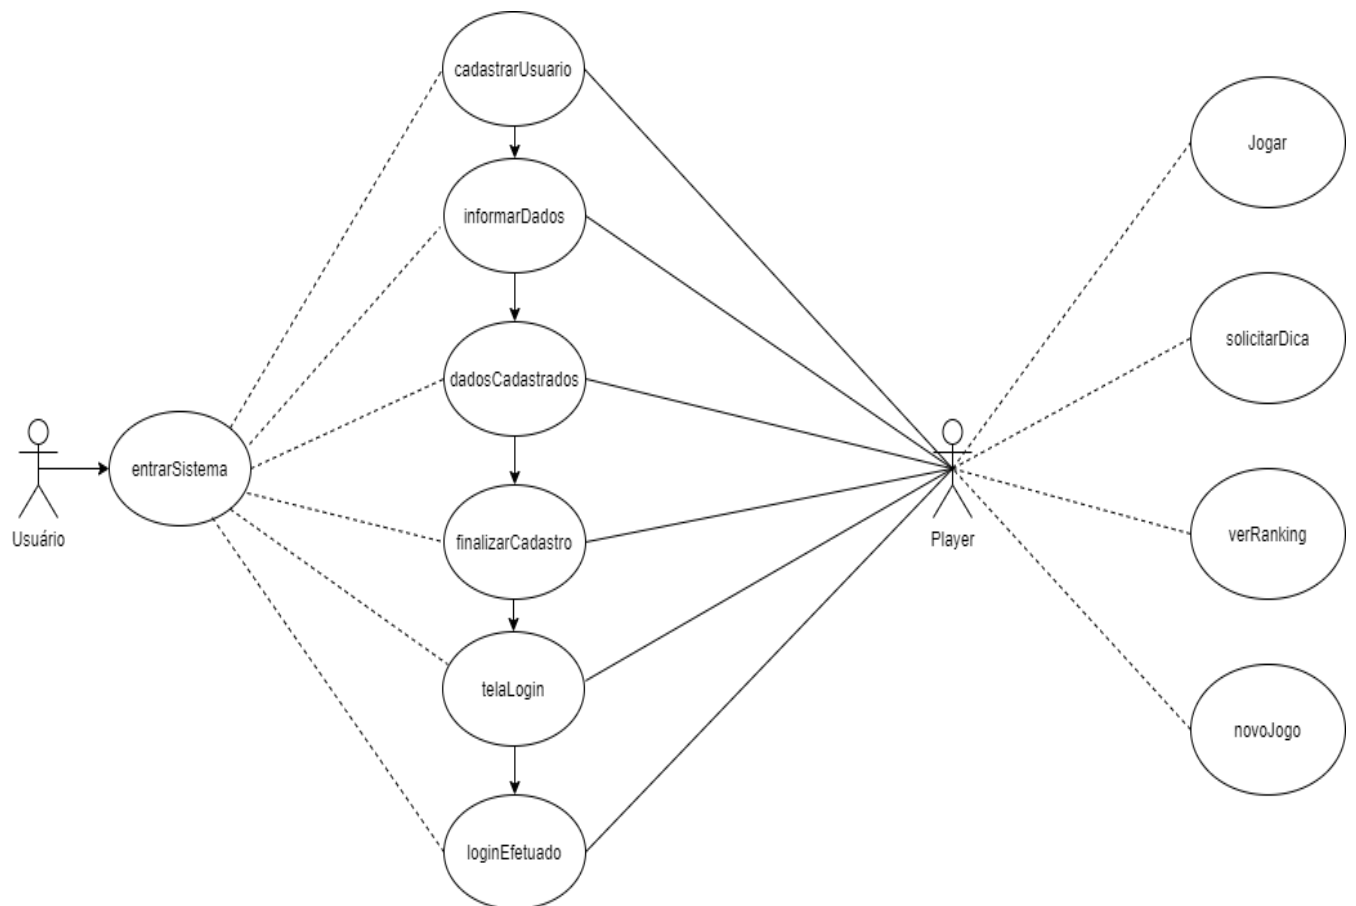 cadastrarUsuario
Jogar
informarDados
solicitarDica
dadosCadastrados
entrarSistema
Usuário
finalizarCadastro
Player
verRanking
telaLogin
novoJogo
loginEfetuado